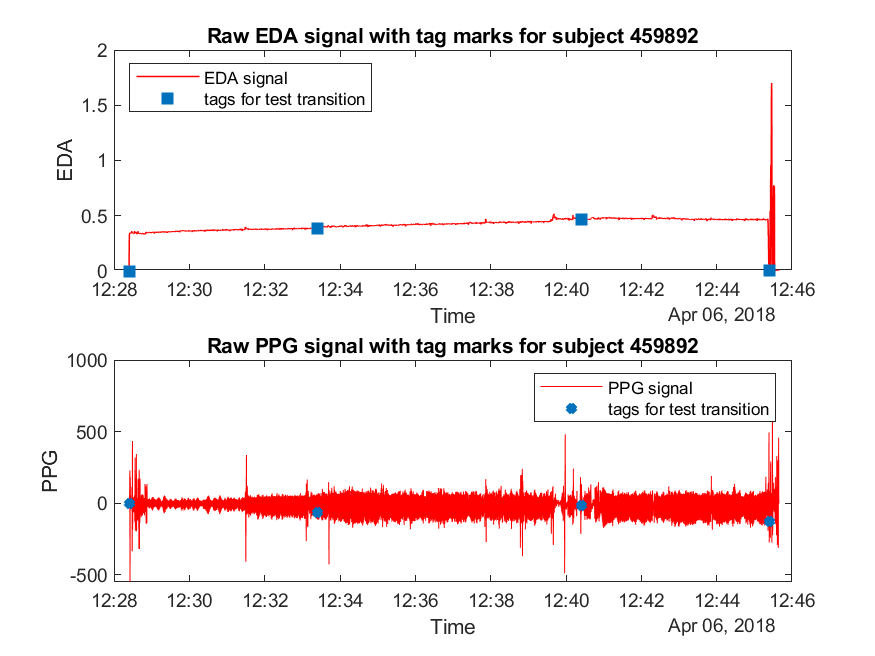 Raw EDA signal with tag marks for subject 459892
2
1.5
1
0.5
0
EDA
EDA signal
tags for test transition
12:28 12:30 12:32 12:34 12:36 12:38 12:40 12:42 12:44 12:46
Time
Apr 06, 2018
Raw PPG signal with tag marks for subject 459892
1000
500
0
-500
PPG
PPG signal
tags for test transition
12:28 12:30 12:32 12:34 12:36 12:38 12:40 12:42 12:44 12:46
Time
Apr 06, 2018